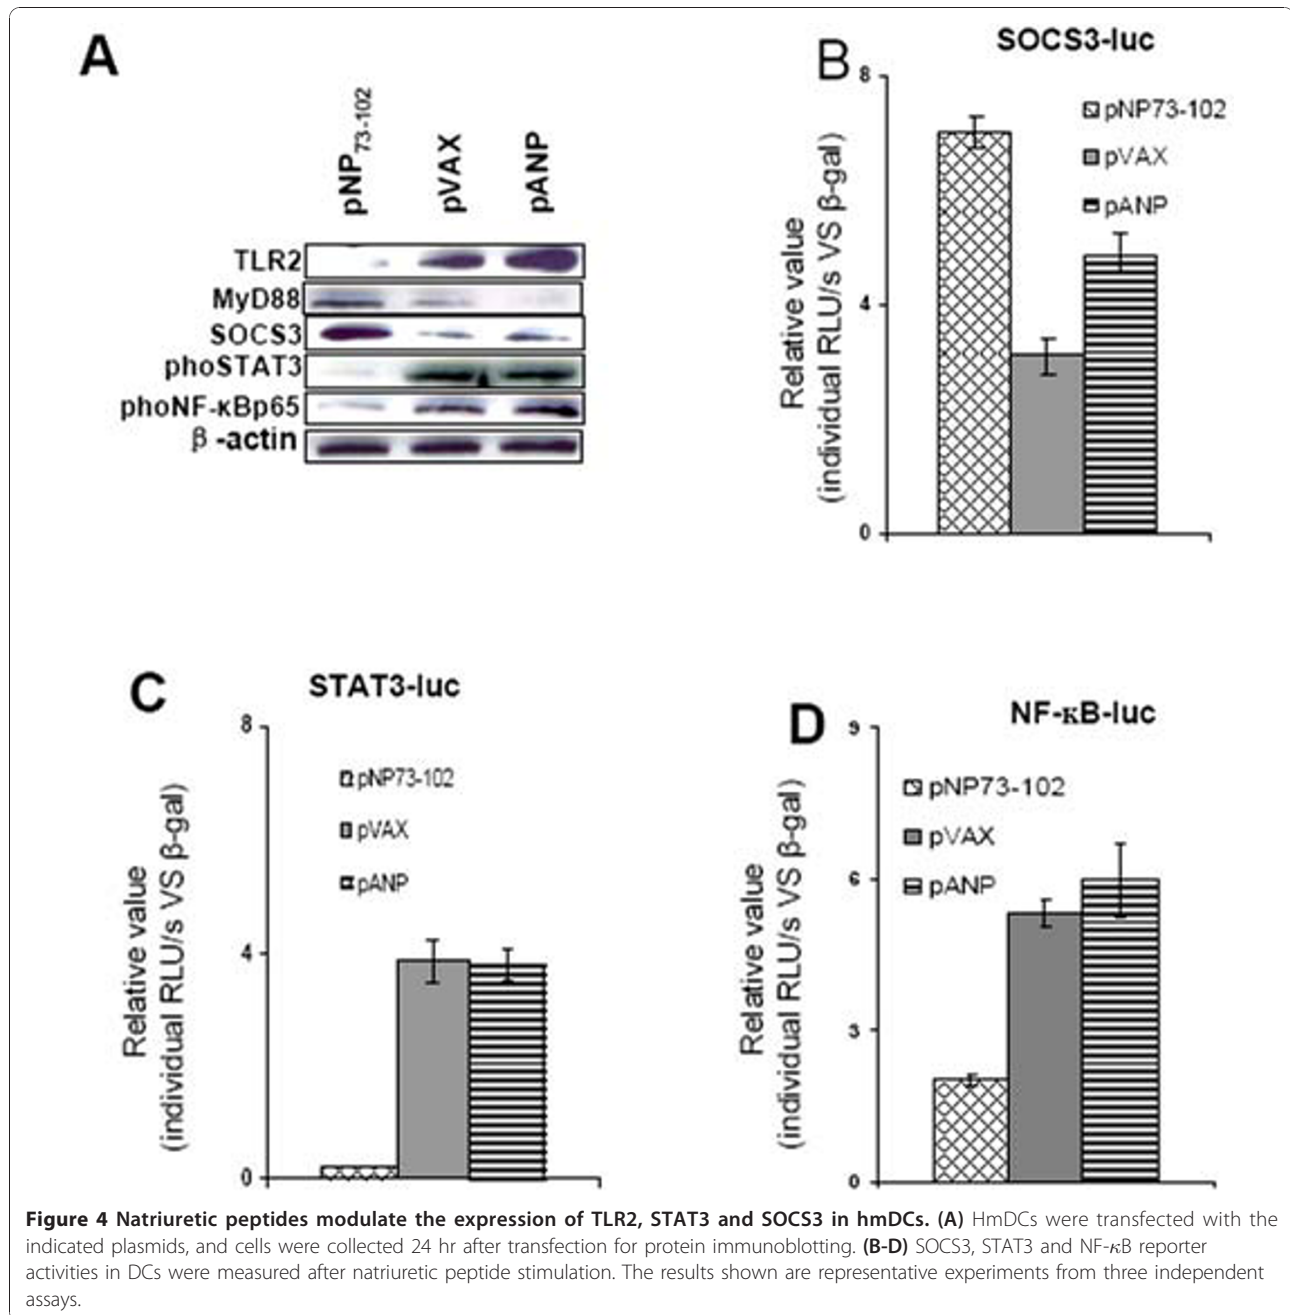 A
pNP73-102
pVAX
pANP
TLR2
MyD88
SOCS3
phoSTAT3
phoNF-κBp65
β-actin
B
SOCS3-luc
Relative value
(individual RLU/s VS β-gal)
8
4
0
pNP73-102
pVAX
pANP
C
STAT3-luc
Relative value
(individual RLU/s VS β-gal)
8
4
0
pNP73-102
pVAX
pANP
D
NF-κB-luc
Relative value
(individual RLU/s VS β-gal)
9
6
3
0
pNP73-102
pVAX
pANP
Figure 4 Natriuretic peptides modulate the expression of TLR2, STAT3 and SOCS3 in hmDCs. (A) HmDCs were transfected with the
indicated plasmids, and cells were collected 24 hr after transfection for protein immunoblotting. (B-D) SOCS3, STAT3 and NF-κB reporter
activities in DCs were measured after natriuretic peptide stimulation. The results shown are representative experiments from three independent
assays.